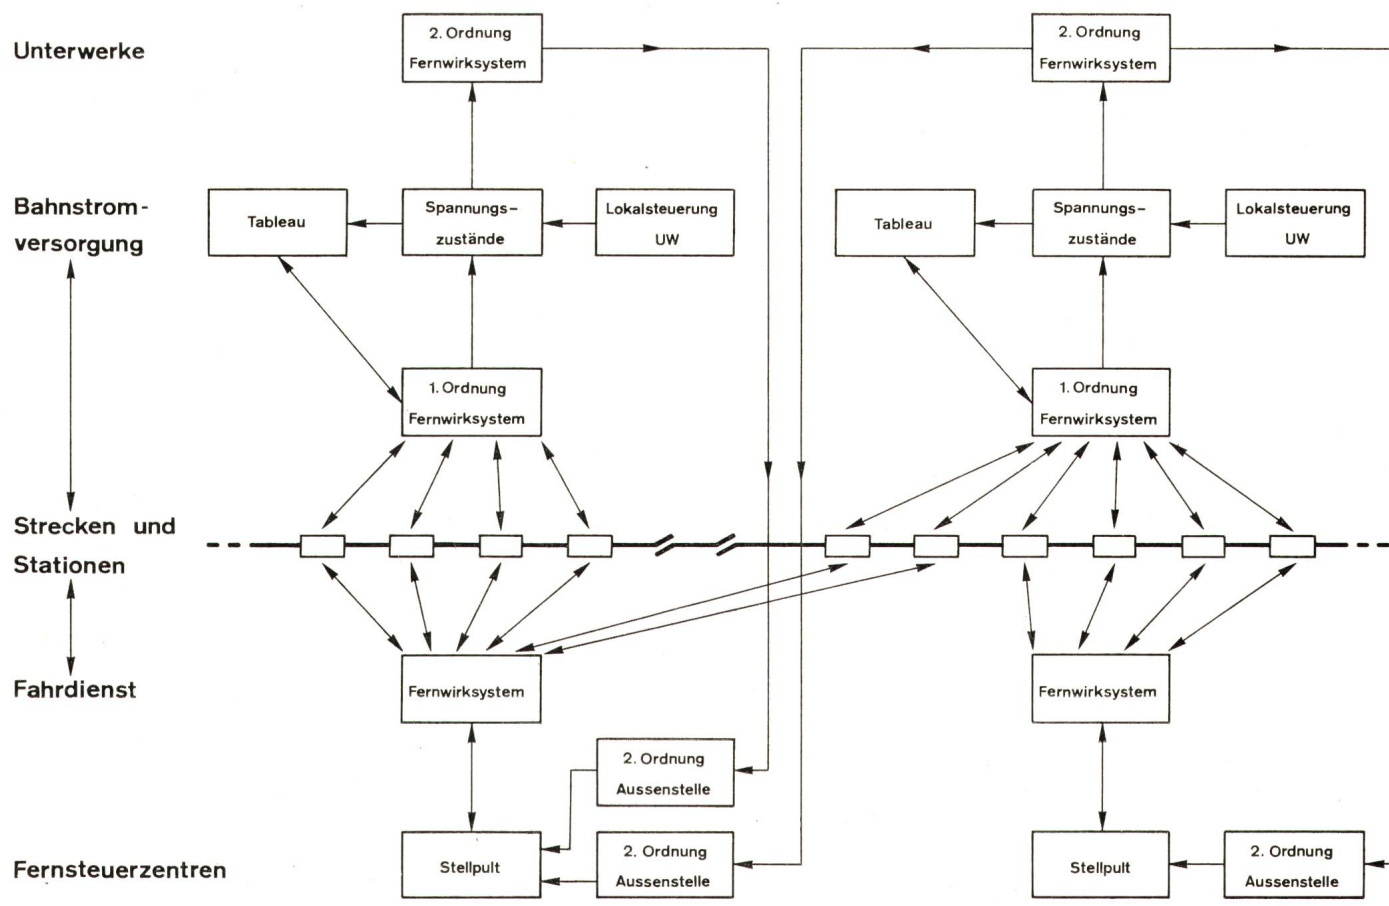 Unterwerke
2. Ordnung
Fernwirksystem
2. Ordnung
Fernwirksystem
Bahnstrom-
versorgung
Tableau
Spannungs-
zustände
Lokalsteuerung
UW
Tableau
Spannungs-
zustände
Lokalsteuerung
UW
1. Ordnung
Fernwirksystem
1. Ordnung
Fernwirksystem
Strecken und
Stationen
Fahrdienst
Fernwirksystem
Fernwirksystem
2. Ordnung
Aussenstelle
Fernsteuerzentren
Stellpult
2. Ordnung
Aussenstelle
Stellpult
2. Ordnung
Aussenstelle